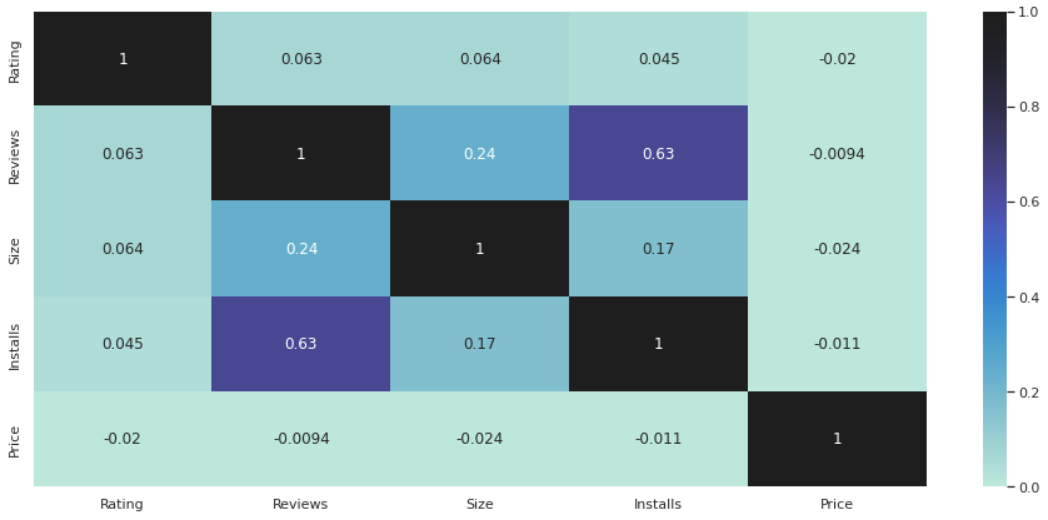 Rating 1 0.063 0.064 0.045 -0.02
Reviews 0.063 1 0.24 0.63 -0.0094
Size 0.064 0.24 1 0.17 -0.024
Installs 0.045 0.63 0.17 1 -0.011
Price -0.02 -0.0094 -0.024 -0.011 1
Rating Reviews Size Installs Price
1.0
0.8
0.6
0.4
0.2
0.0